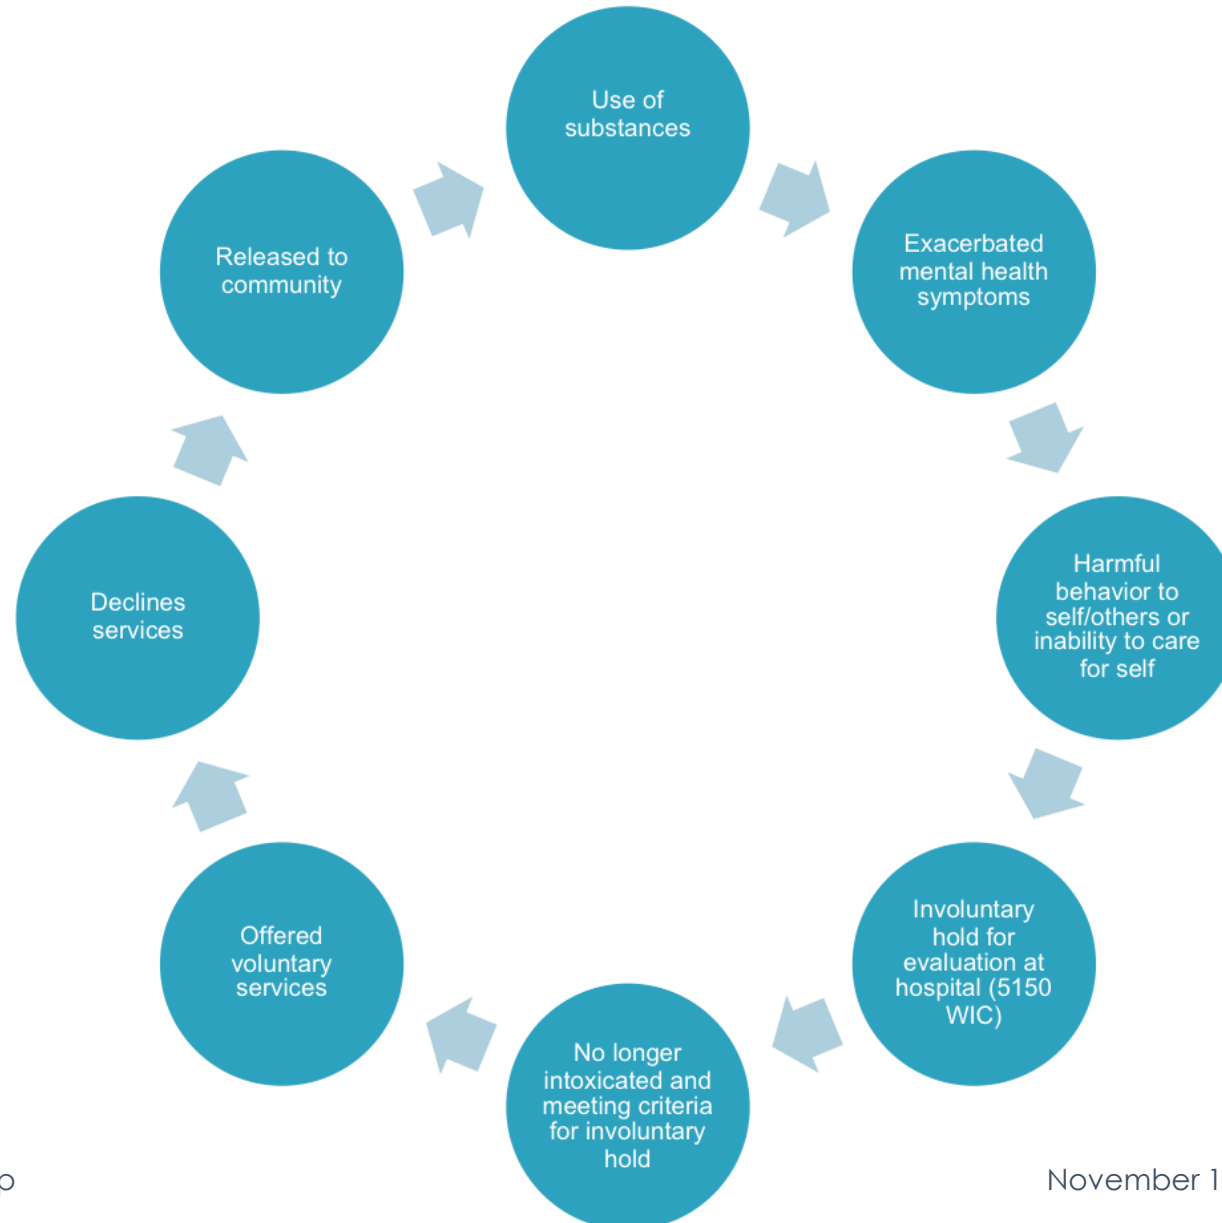 Use of
substances
Exacerbated
mental health
symptoms
Harmful
behavior to
self/others or
inability to care
for self
Involuntary
hold for
evaluation at
hospital (5150
WIC)
No longer
intoxicated and
meeting criteria
for involuntary
hold
Offered
voluntary
services
Declines
services
Released to
community
p
November 1